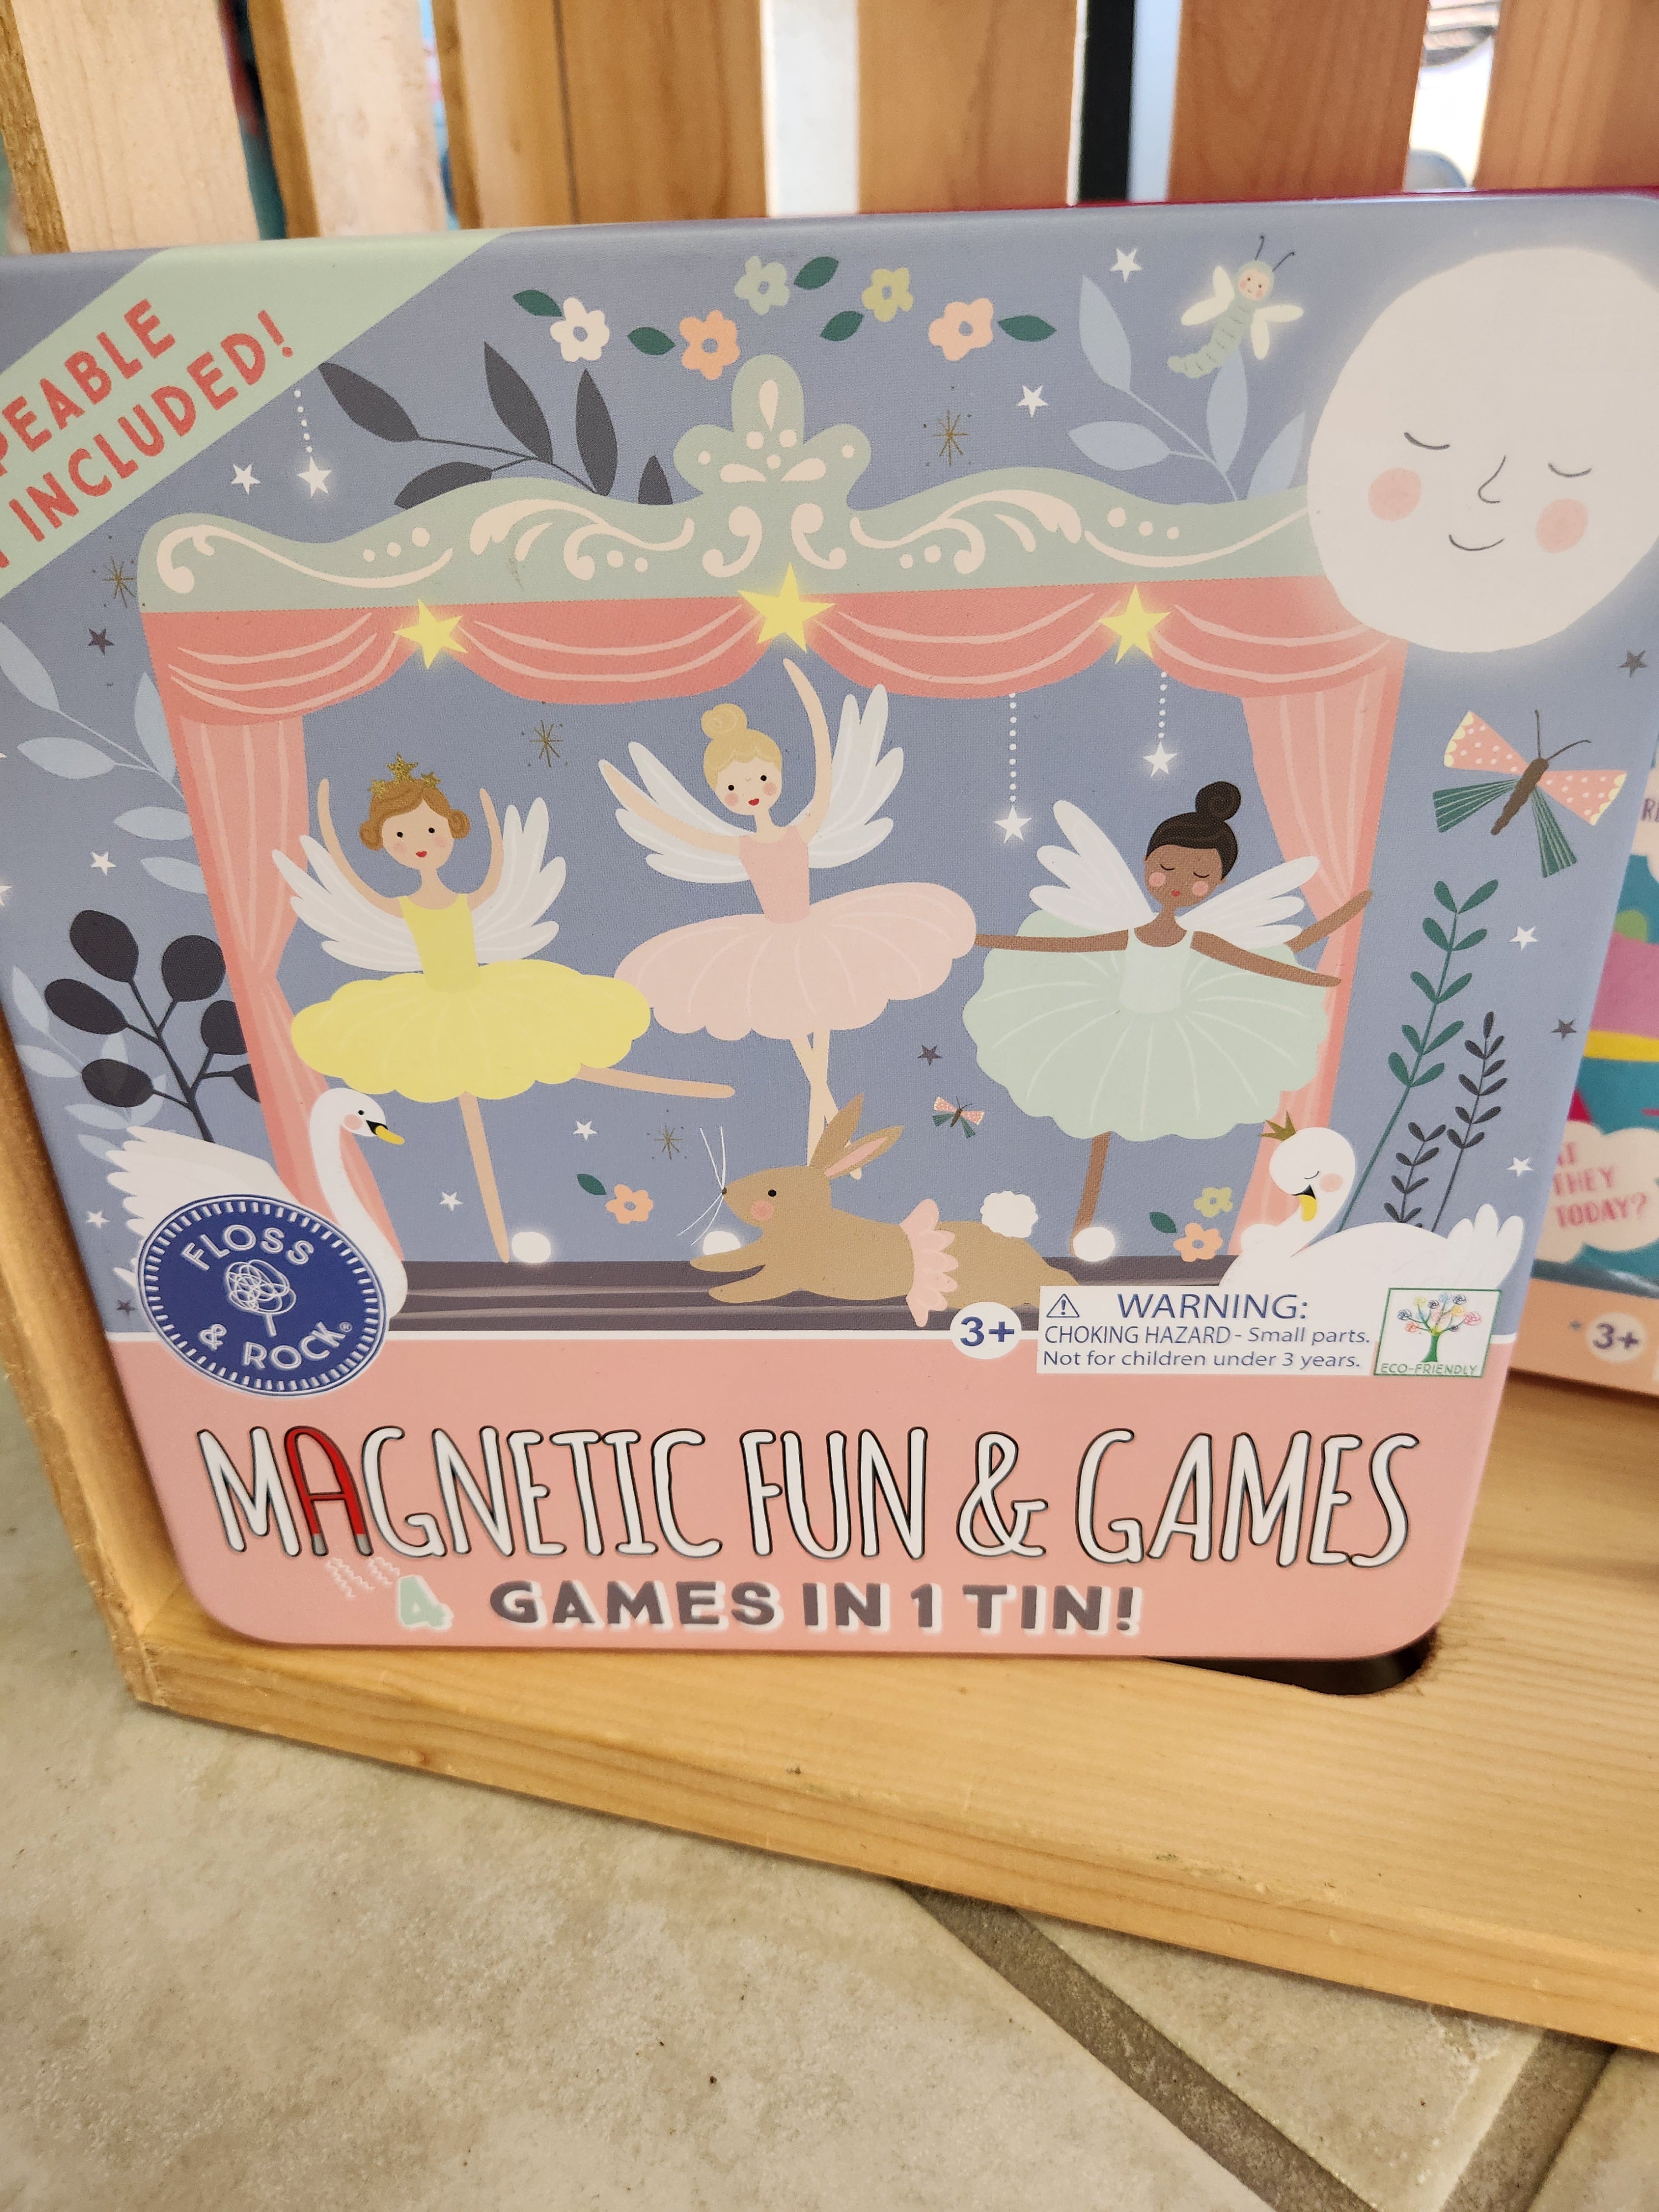 INCLUDED!
FLOSS
& ROCK®
3+
WARNING:
CHOKING HAZARD - Small parts.
Not for children under 3 years.
ECO-FRIENDLY
MAGNETIC FUN & GAMES
4 GAMES IN 1 TIN!
THEY
TODAY?
3+